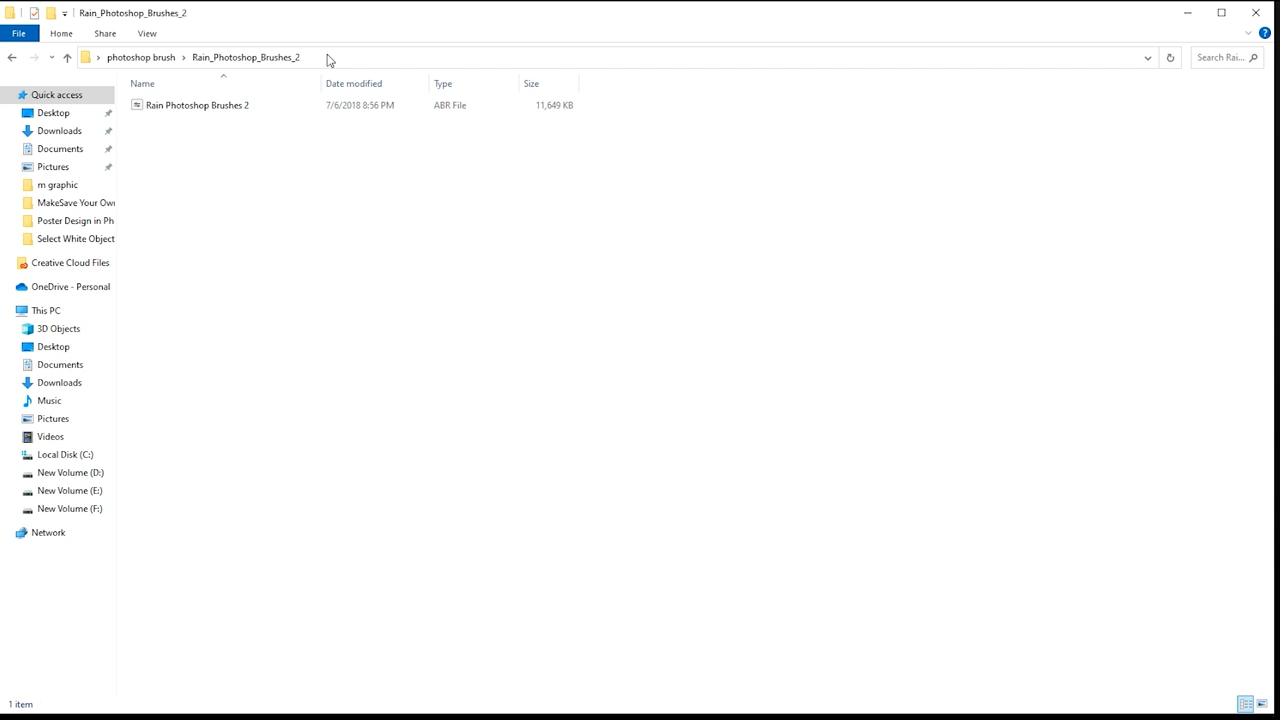 Rain_Photoshop_Brushes_2
File Home Share View
photoshop brush Rain_Photoshop_Brushes_2 Search Rai...
Name Date modified Type Size
Rain Photoshop Brushes 2 7/6/2018 8:56 PM ABR File 11,649 KB
Quick access
Desktop
Downloads
Documents
Pictures
m graphic
MakeSave Your Own
Poster Design in Ph
Select White Object
Creative Cloud Files
OneDrive - Personal
This PC
3D Objects
Desktop
Documents
Downloads
Music
Pictures
Videos
Local Disk (C:)
New Volume (D:)
New Volume (E:)
New Volume (F:)
Network
1 item